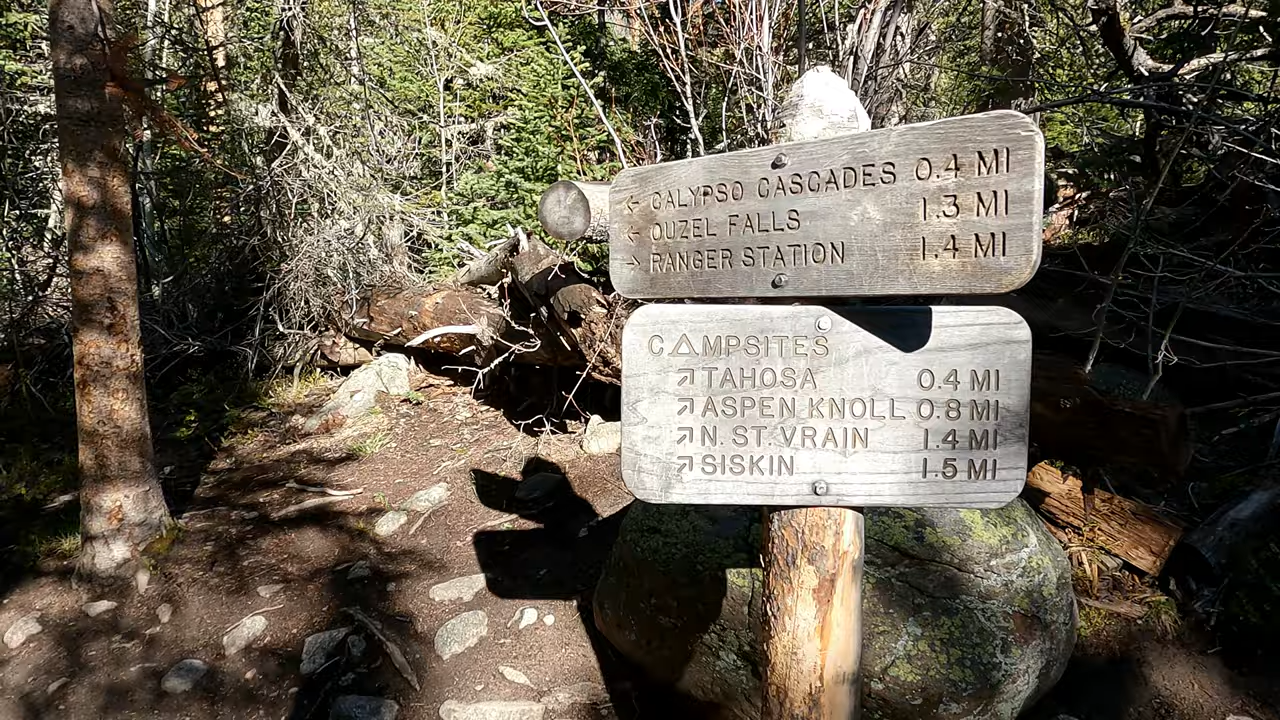 ← CALYPSO CASCADES 0.4 MI
← OUZEL FALLS 1.3 MI
→ RANGER STATION 1.4 MI
CAMPSITES
↗ TAHOSA 0.4 MI
↗ ASPEN KNOLL 0.8 MI
↗ N. ST. VRAIN 1.4 MI
↗ SISKIN 1.5 MI